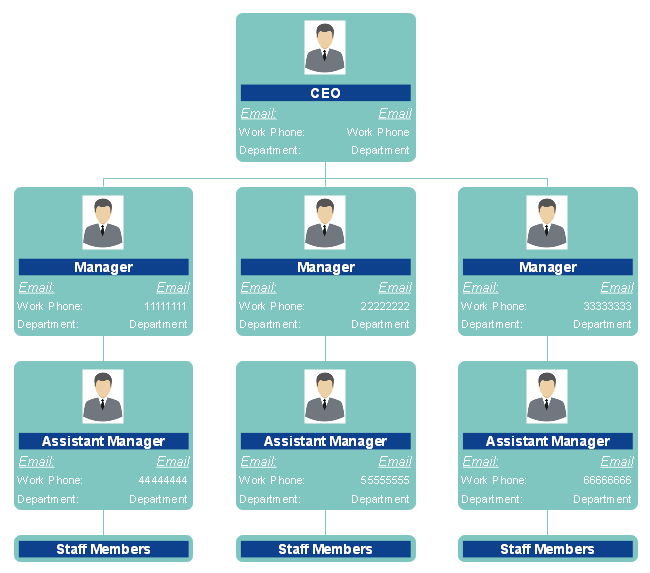 CEO
Email: Email
Work Phone: Work Phone
Department: Department
Manager
Email: Email
Work Phone: 11111111
Department: Department
Manager
Email: Email
Work Phone: 22222222
Department: Department
Manager
Email: Email
Work Phone: 33333333
Department: Department
Assistant Manager
Email: Email
Work Phone: 44444444
Department: Department
Assistant Manager
Email: Email
Work Phone: 55555555
Department: Department
Assistant Manager
Email: Email
Work Phone: 66666666
Department: Department
Staff Members
Staff Members
Staff Members